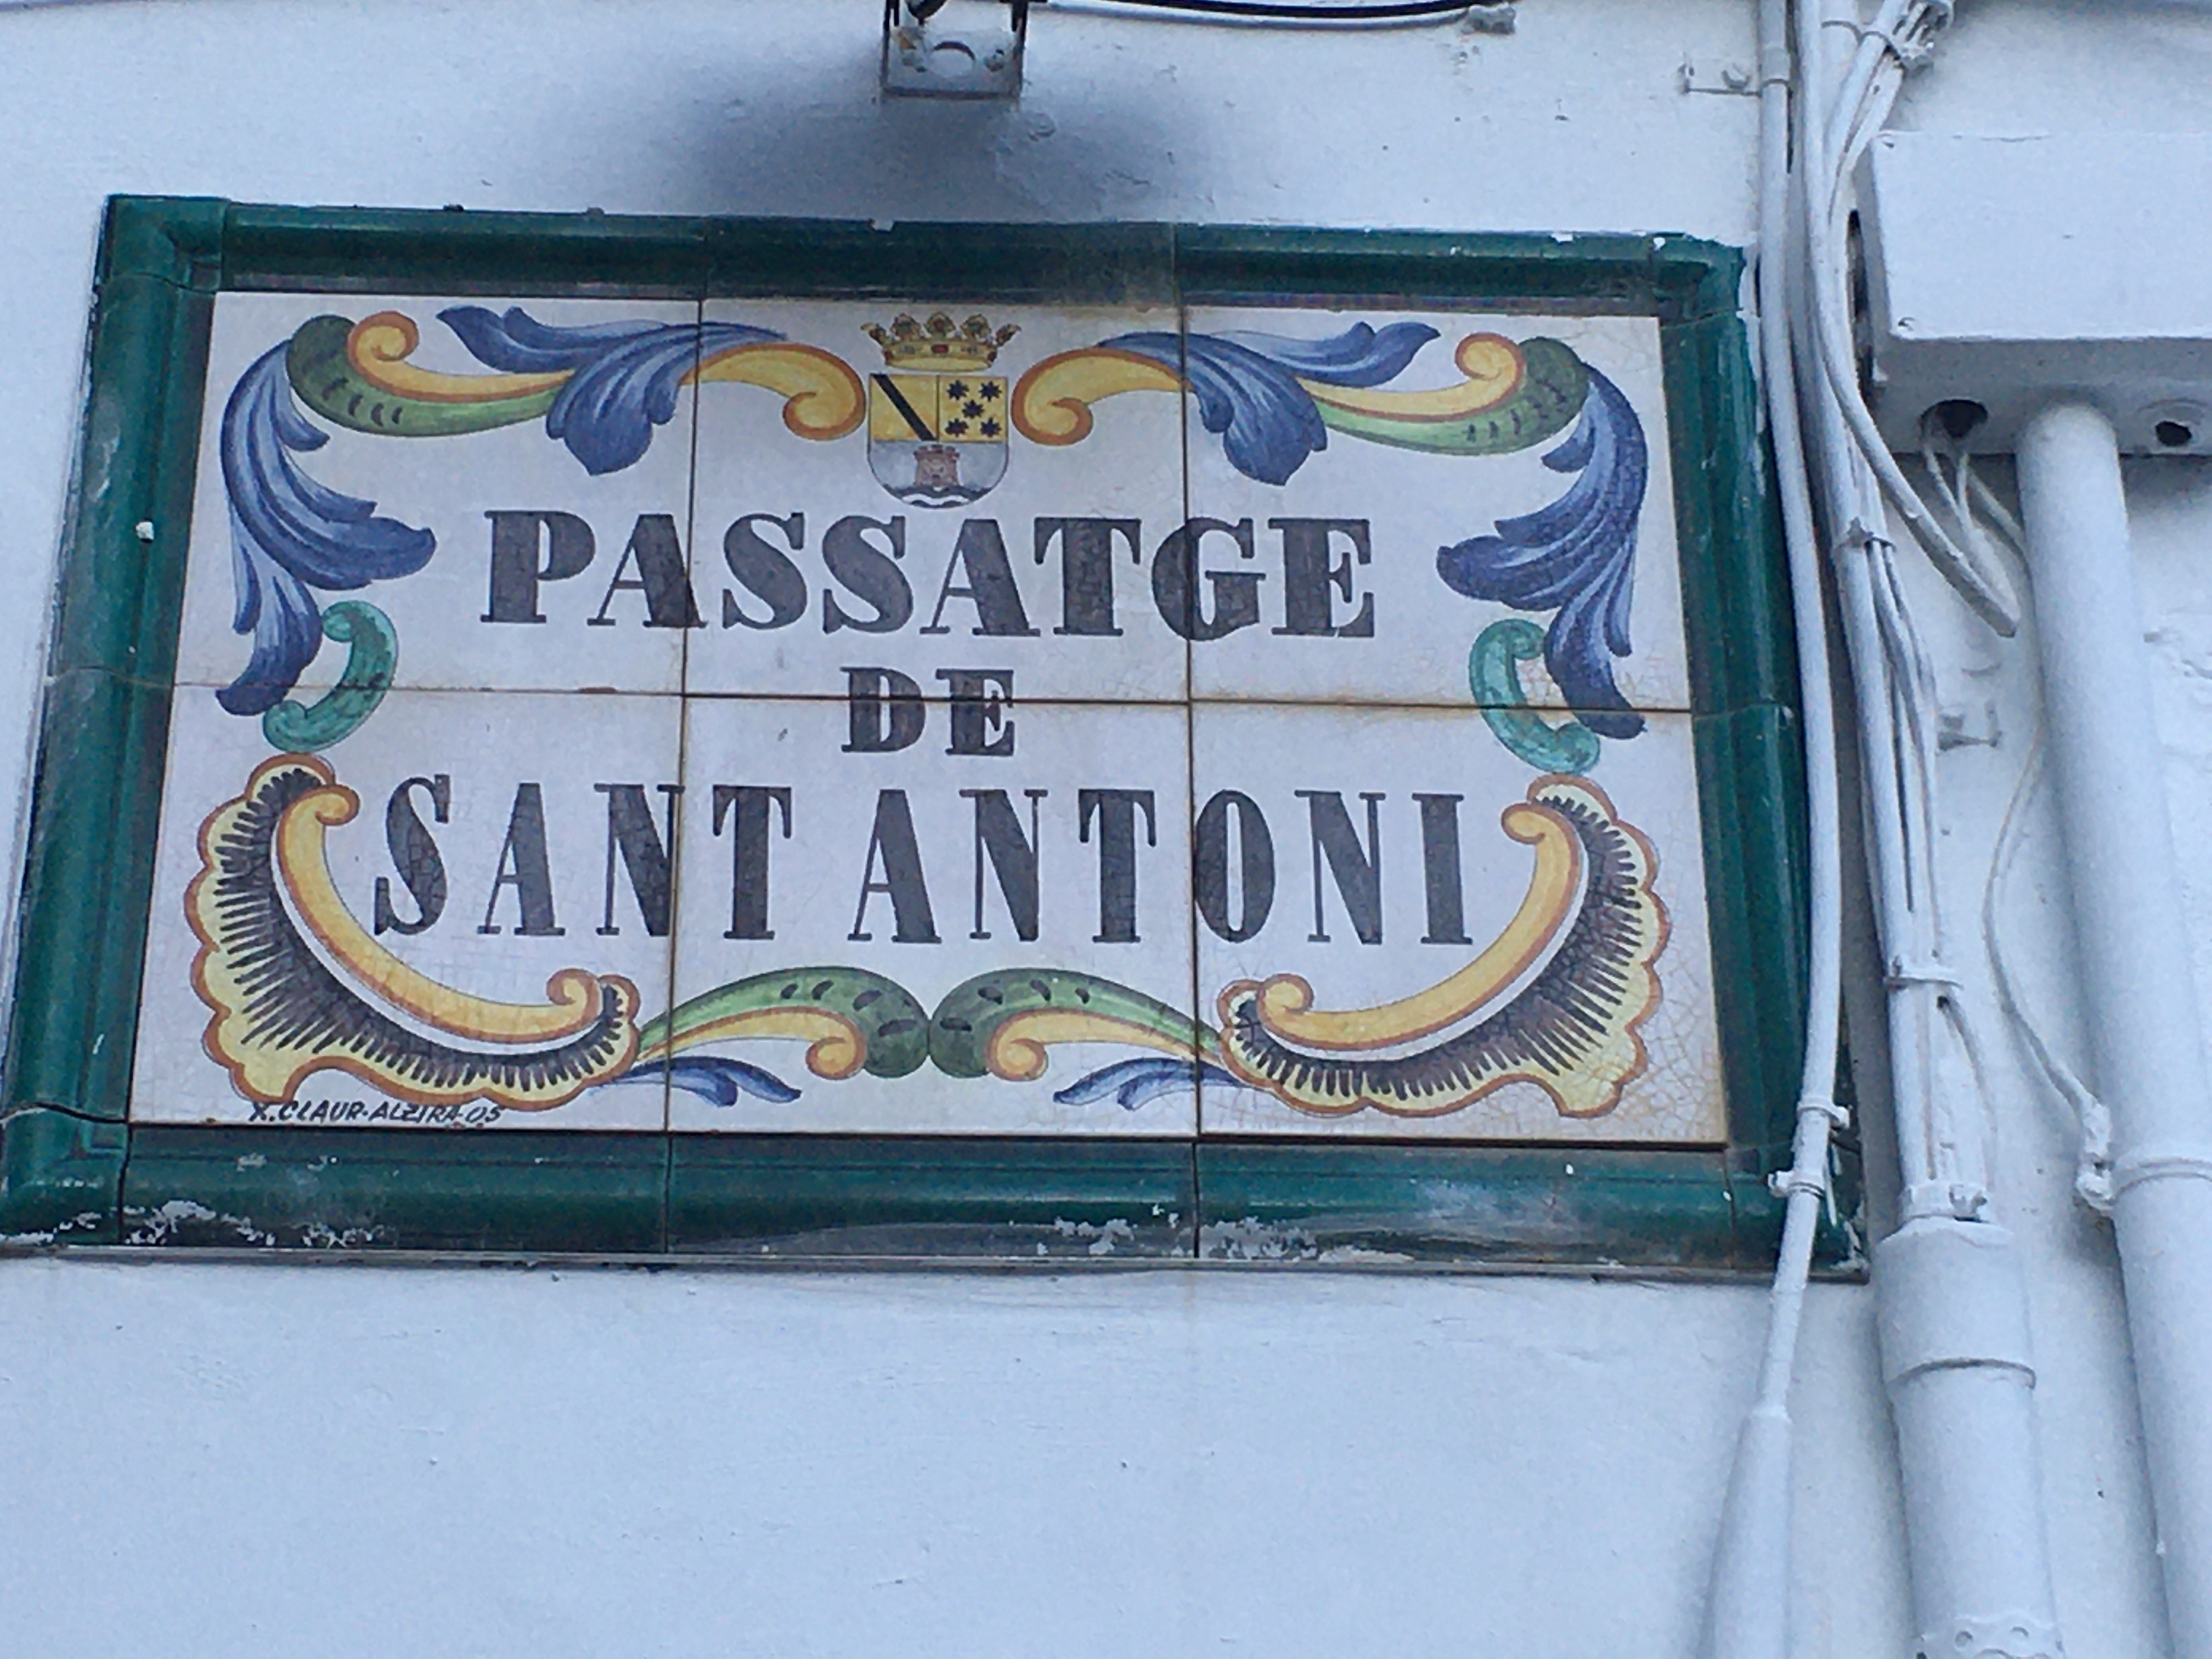 PASSATGE
DE
SANT ANTONI
X. CLAUR-ALZIRA-05